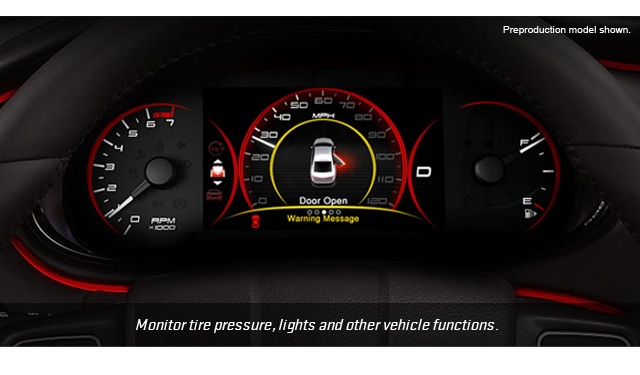 Preproduction model shown.
50 60 70
40 80
MPH
30 90
20 100
10 110
0 120
Door Open
Warning Message
7
6
5
4
3
2
1
0
RPM
X1000
D
F
E
Monitor tire pressure, lights and other vehicle functions.